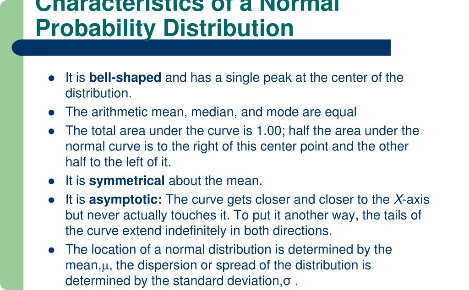 Characteristics of a Normal
Probability Distribution
● It is bell-shaped and has a single peak at the center of the
distribution.
● The arithmetic mean, median, and mode are equal
● The total area under the curve is 1.00; half the area under the
normal curve is to the right of this center point and the other
half to the left of it.
● It is symmetrical about the mean.
● It is asymptotic: The curve gets closer and closer to the X-axis
but never actually touches it. To put it another way, the tails of
the curve extend indefinitely in both directions.
● The location of a normal distribution is determined by the
mean,μ, the dispersion or spread of the distribution is
determined by the standard deviation,σ .